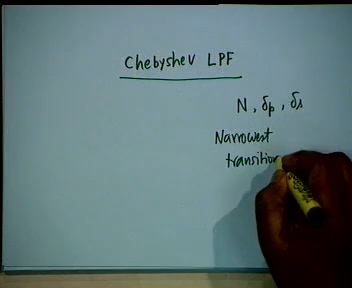 Chebyshev LPF
N, δp, δs
Narrowest
transition